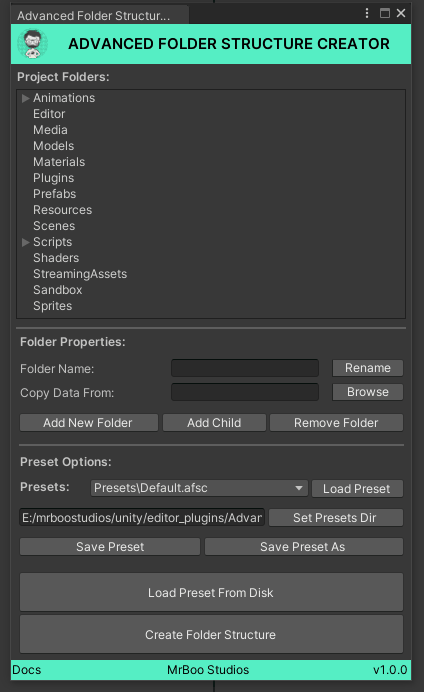 Advanced Folder Structur...
ADVANCED FOLDER STRUCTURE CREATOR
Project Folders:
Animations
Editor
Media
Models
Materials
Plugins
Prefabs
Resources
Scenes
Scripts
Shaders
StreamingAssets
Sandbox
Sprites
Folder Properties:
Folder Name: Rename
Copy Data From: Browse
Add New Folder Add Child Remove Folder
Preset Options:
Presets: Presets\Default.afsc Load Preset
E:/mrboostudios/unity/editor_plugins/Advan Set Presets Dir
Save Preset Save Preset As
Load Preset From Disk
Create Folder Structure
Docs MrBoo Studios v1.0.0